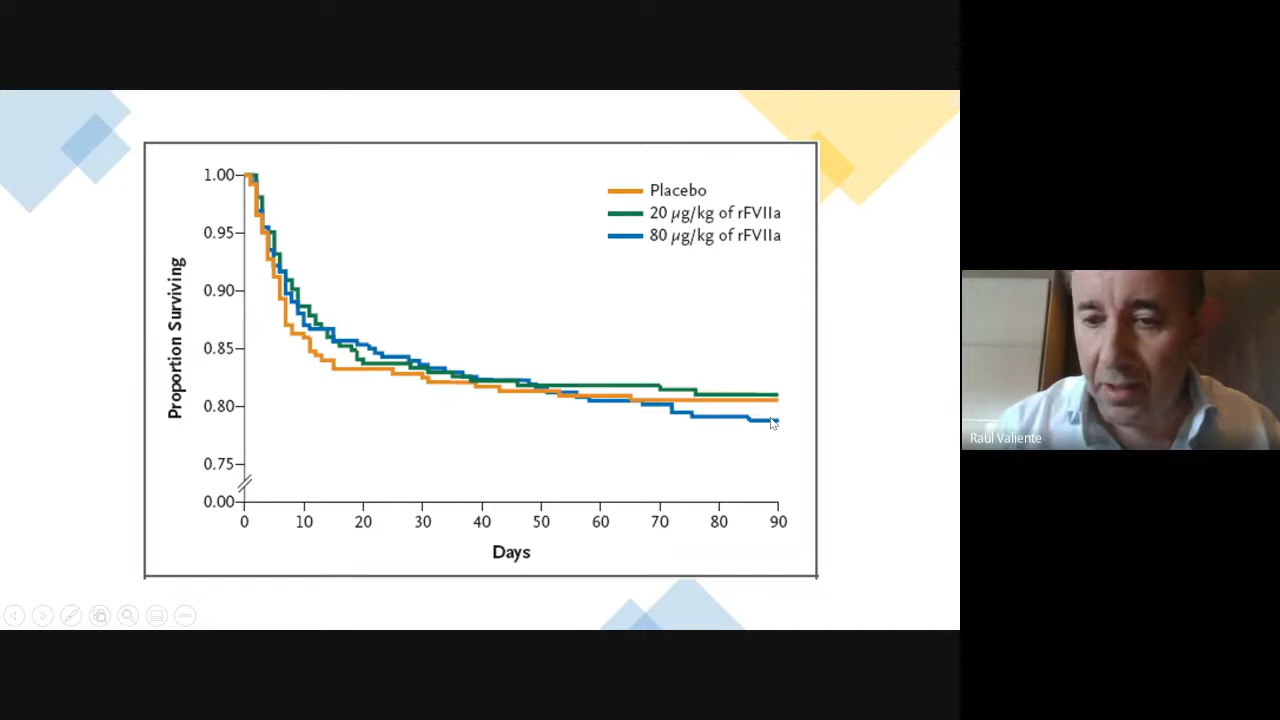 Placebo
20 µg/kg of rFVIIa
80 µg/kg of rFVIIa
Proportion Surviving
1.00
0.95
0.90
0.85
0.80
0.75
0.00
0 10 20 30 40 50 60 70 80 90
Days
Raul Valiente